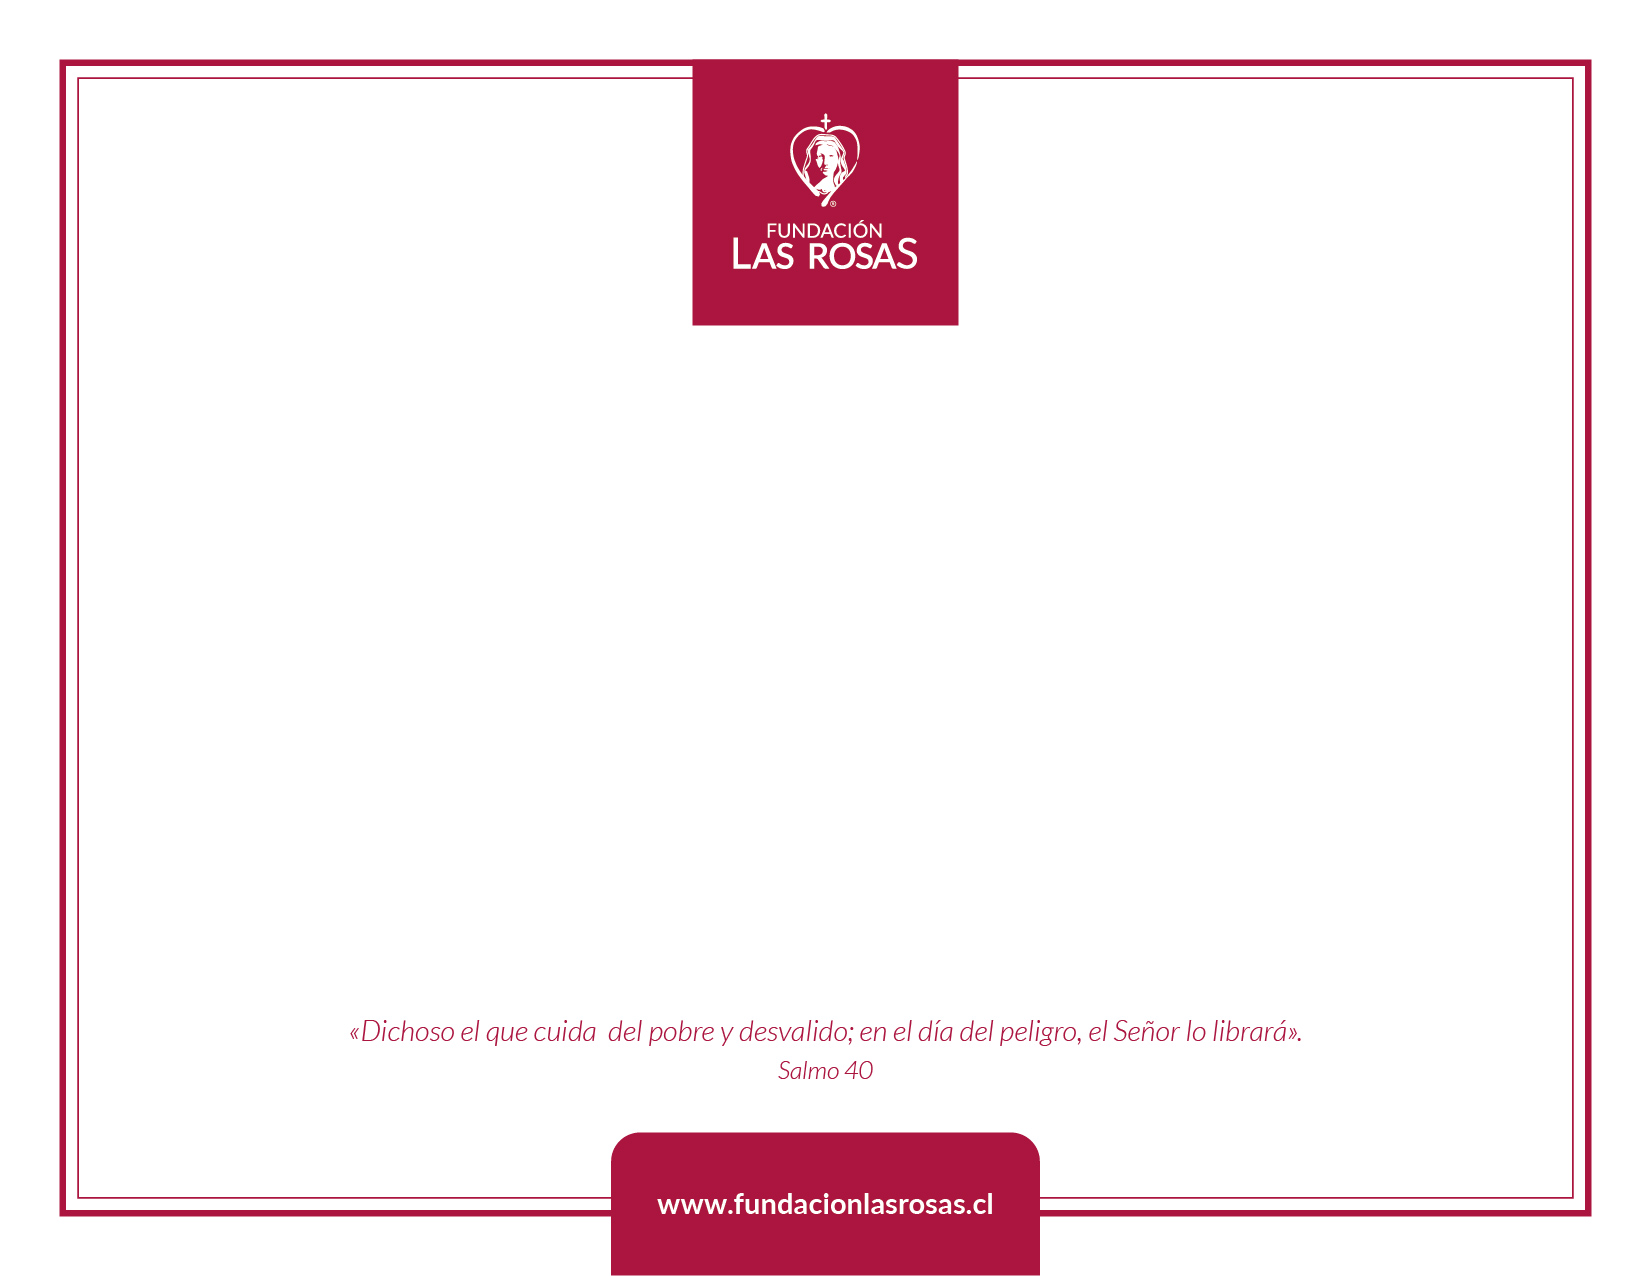 FUNDACIÓN
LAS ROSAS
«Dichoso el que cuida  del pobre y desvalido; en el día del peligro, el Señor lo librará».
Salmo 40
www.fundacionlasrosas.cl